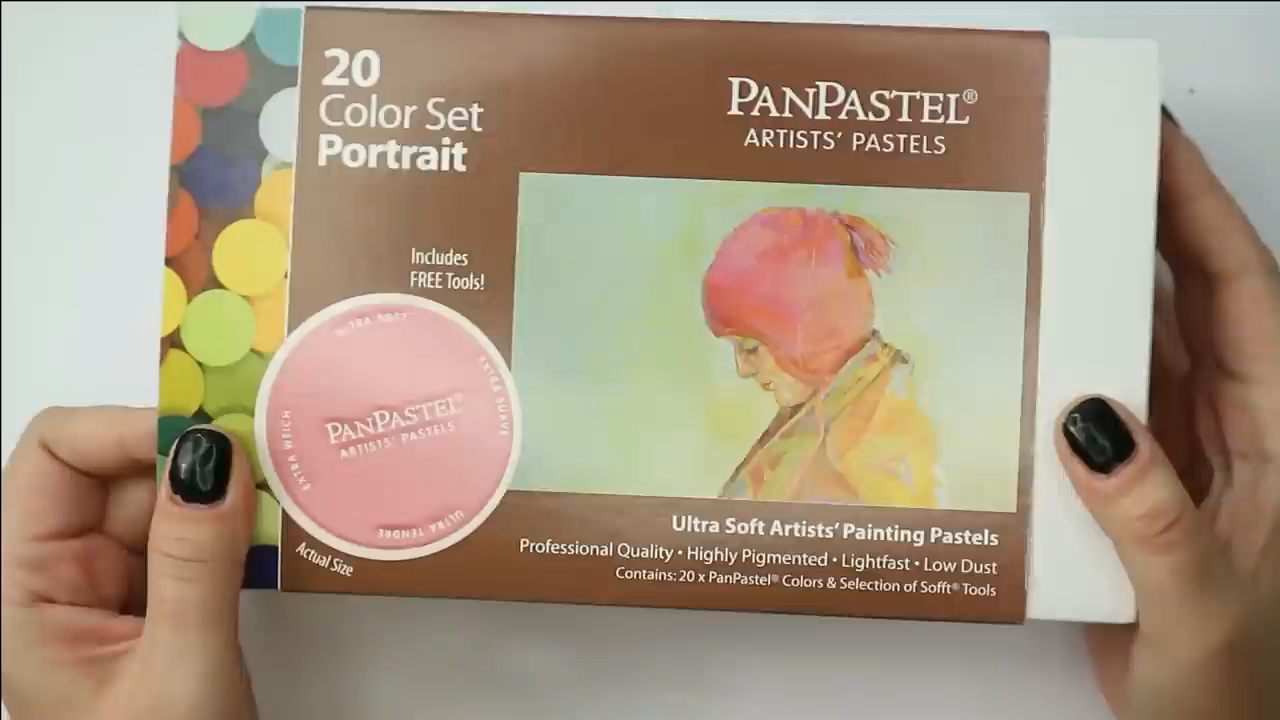 20
Color Set
Portrait
PANPASTEL®
ARTISTS' PASTELS
Includes
FREE Tools!
ULTRA SOFT
EXTRA SUAVE
PANPASTEL®
ARTISTS' PASTELS
EXTRA WEICH
ULTRA TENDRE
Actual Size
Ultra Soft Artists' Painting Pastels
Professional Quality • Highly Pigmented • Lightfast • Low Dust
Contains: 20 x PanPastel® Colors & Selection of Sofft® Tools